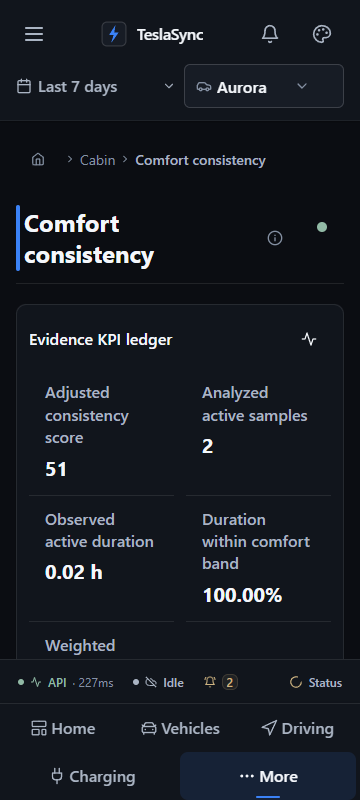 TeslaSync
Last 7 days
Aurora
Cabin
Comfort consistency
Comfort
consistency
Evidence KPI ledger
Adjusted
consistency
score
51
Analyzed
active samples
2
Observed
active duration
0.02 h
Duration
within comfort
band
100.00%
Weighted
API · 227ms
Idle
2
Status
Home
Vehicles
Driving
Charging
More